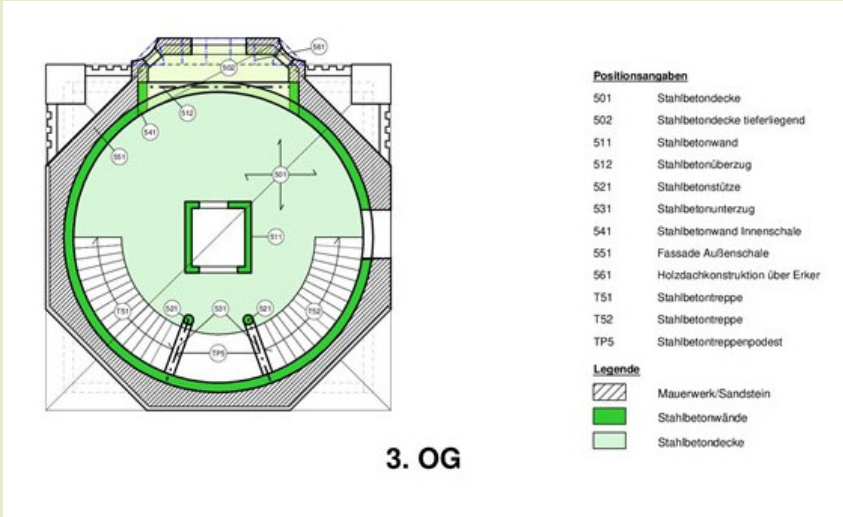 561
502
512
541
551
501
511
521
531
521
T51
T52
TP5
3. OG
Positionsangaben
501 Stahlbetondecke
502 Stahlbetondecke tieferliegend
511 Stahlbetonwand
512 Stahlbetonüberzug
521 Stahlbetonstütze
531 Stahlbetonunterzug
541 Stahlbetonwand Innenschale
551 Fassade Außenschale
561 Holzdachkonstruktion über Erker
T51 Stahlbetontreppe
T52 Stahlbetontreppe
TP5 Stahlbetontreppenpodest
Legende
Mauerwerk/Sandstein
Stahlbetonwände
Stahlbetondecke